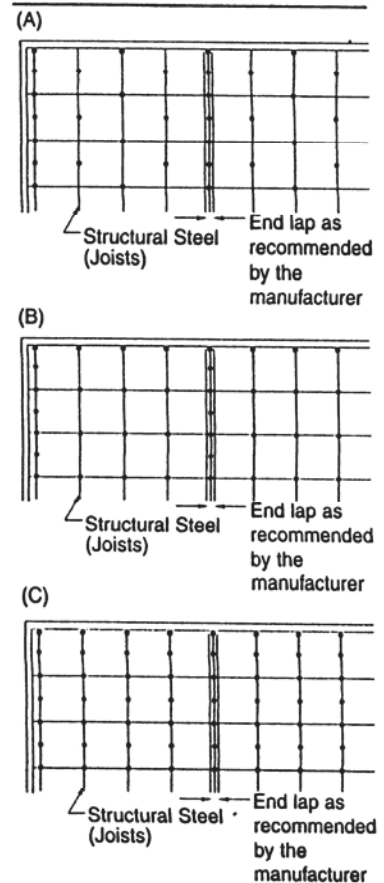 (A)
Structural Steel
(Joists)
End lap as
recommended
by the
manufacturer
(B)
Structural Steel
(Joists)
End lap as
recommended
by the
manufacturer
(C)
Structural Steel
(Joists)
End lap as
recommended
by the
manufacturer